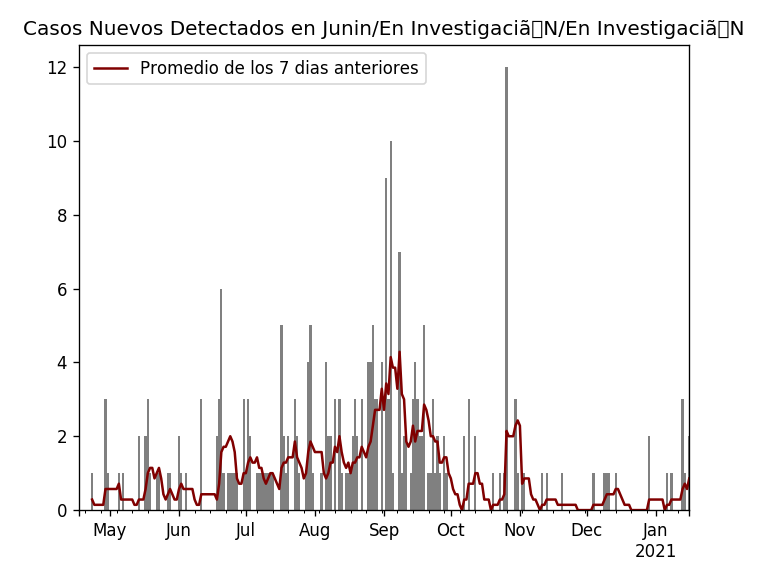 Casos Nuevos Detectados en Junin/En Investigaciã▯N/En Investigaciã▯N
Promedio de los 7 dias anteriores
12
10
8
6
4
2
0
May Jun Jul Aug Sep Oct Nov Dec Jan
2021